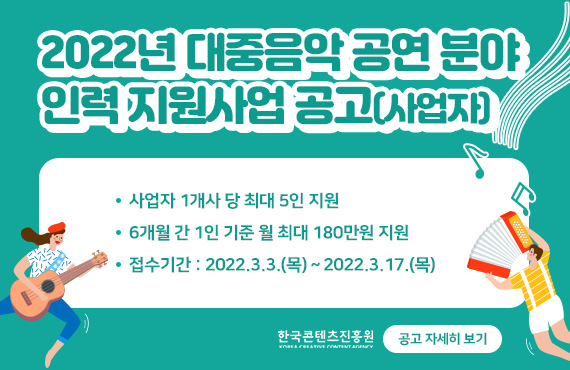 2022년 대중음악 공연 분야
인력 지원사업 공고(사업자)
• 사업자 1개사 당 최대 5인 지원
• 6개월 간 1인 기준 월 최대 180만원 지원
• 접수기간 : 2022.3.3.(목) ~ 2022.3.17.(목)
한국콘텐츠진흥원
KOREA CREATIVE CONTENT AGENCY
공고 자세히 보기